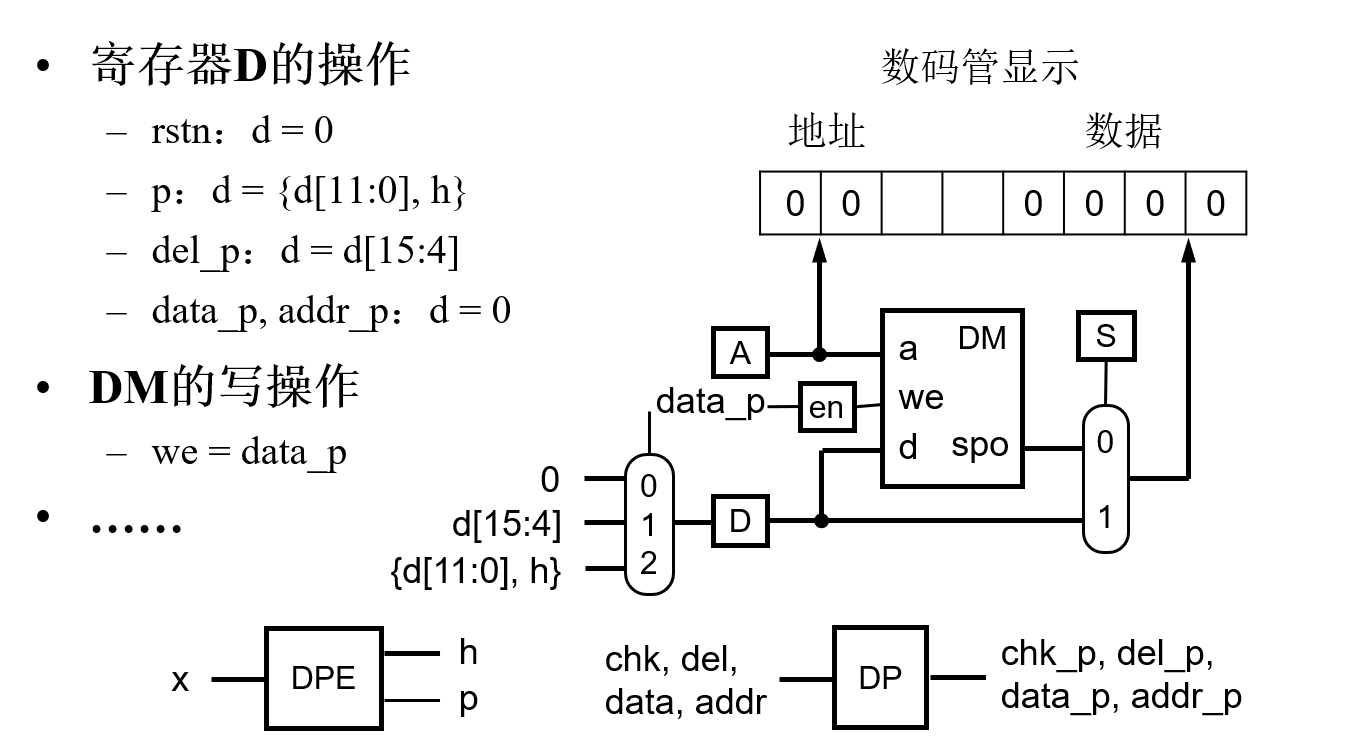 • 寄存器D的操作
– rstn：d = 0
– p：d = {d[11:0], h}
– del_p：d = d[15:4]
– data_p, addr_p：d = 0
• DM的写操作
– we = data_p
• ……
数码管显示
地址 数据
0 0 0 0 0 0
A
a DM
S
data_p en we
0
d spo
1
0 0
d[15:4] 1 D
{d[11:0], h} 2
x DPE h
p
chk, del,
data, addr
DP
chk_p, del_p,
data_p, addr_p